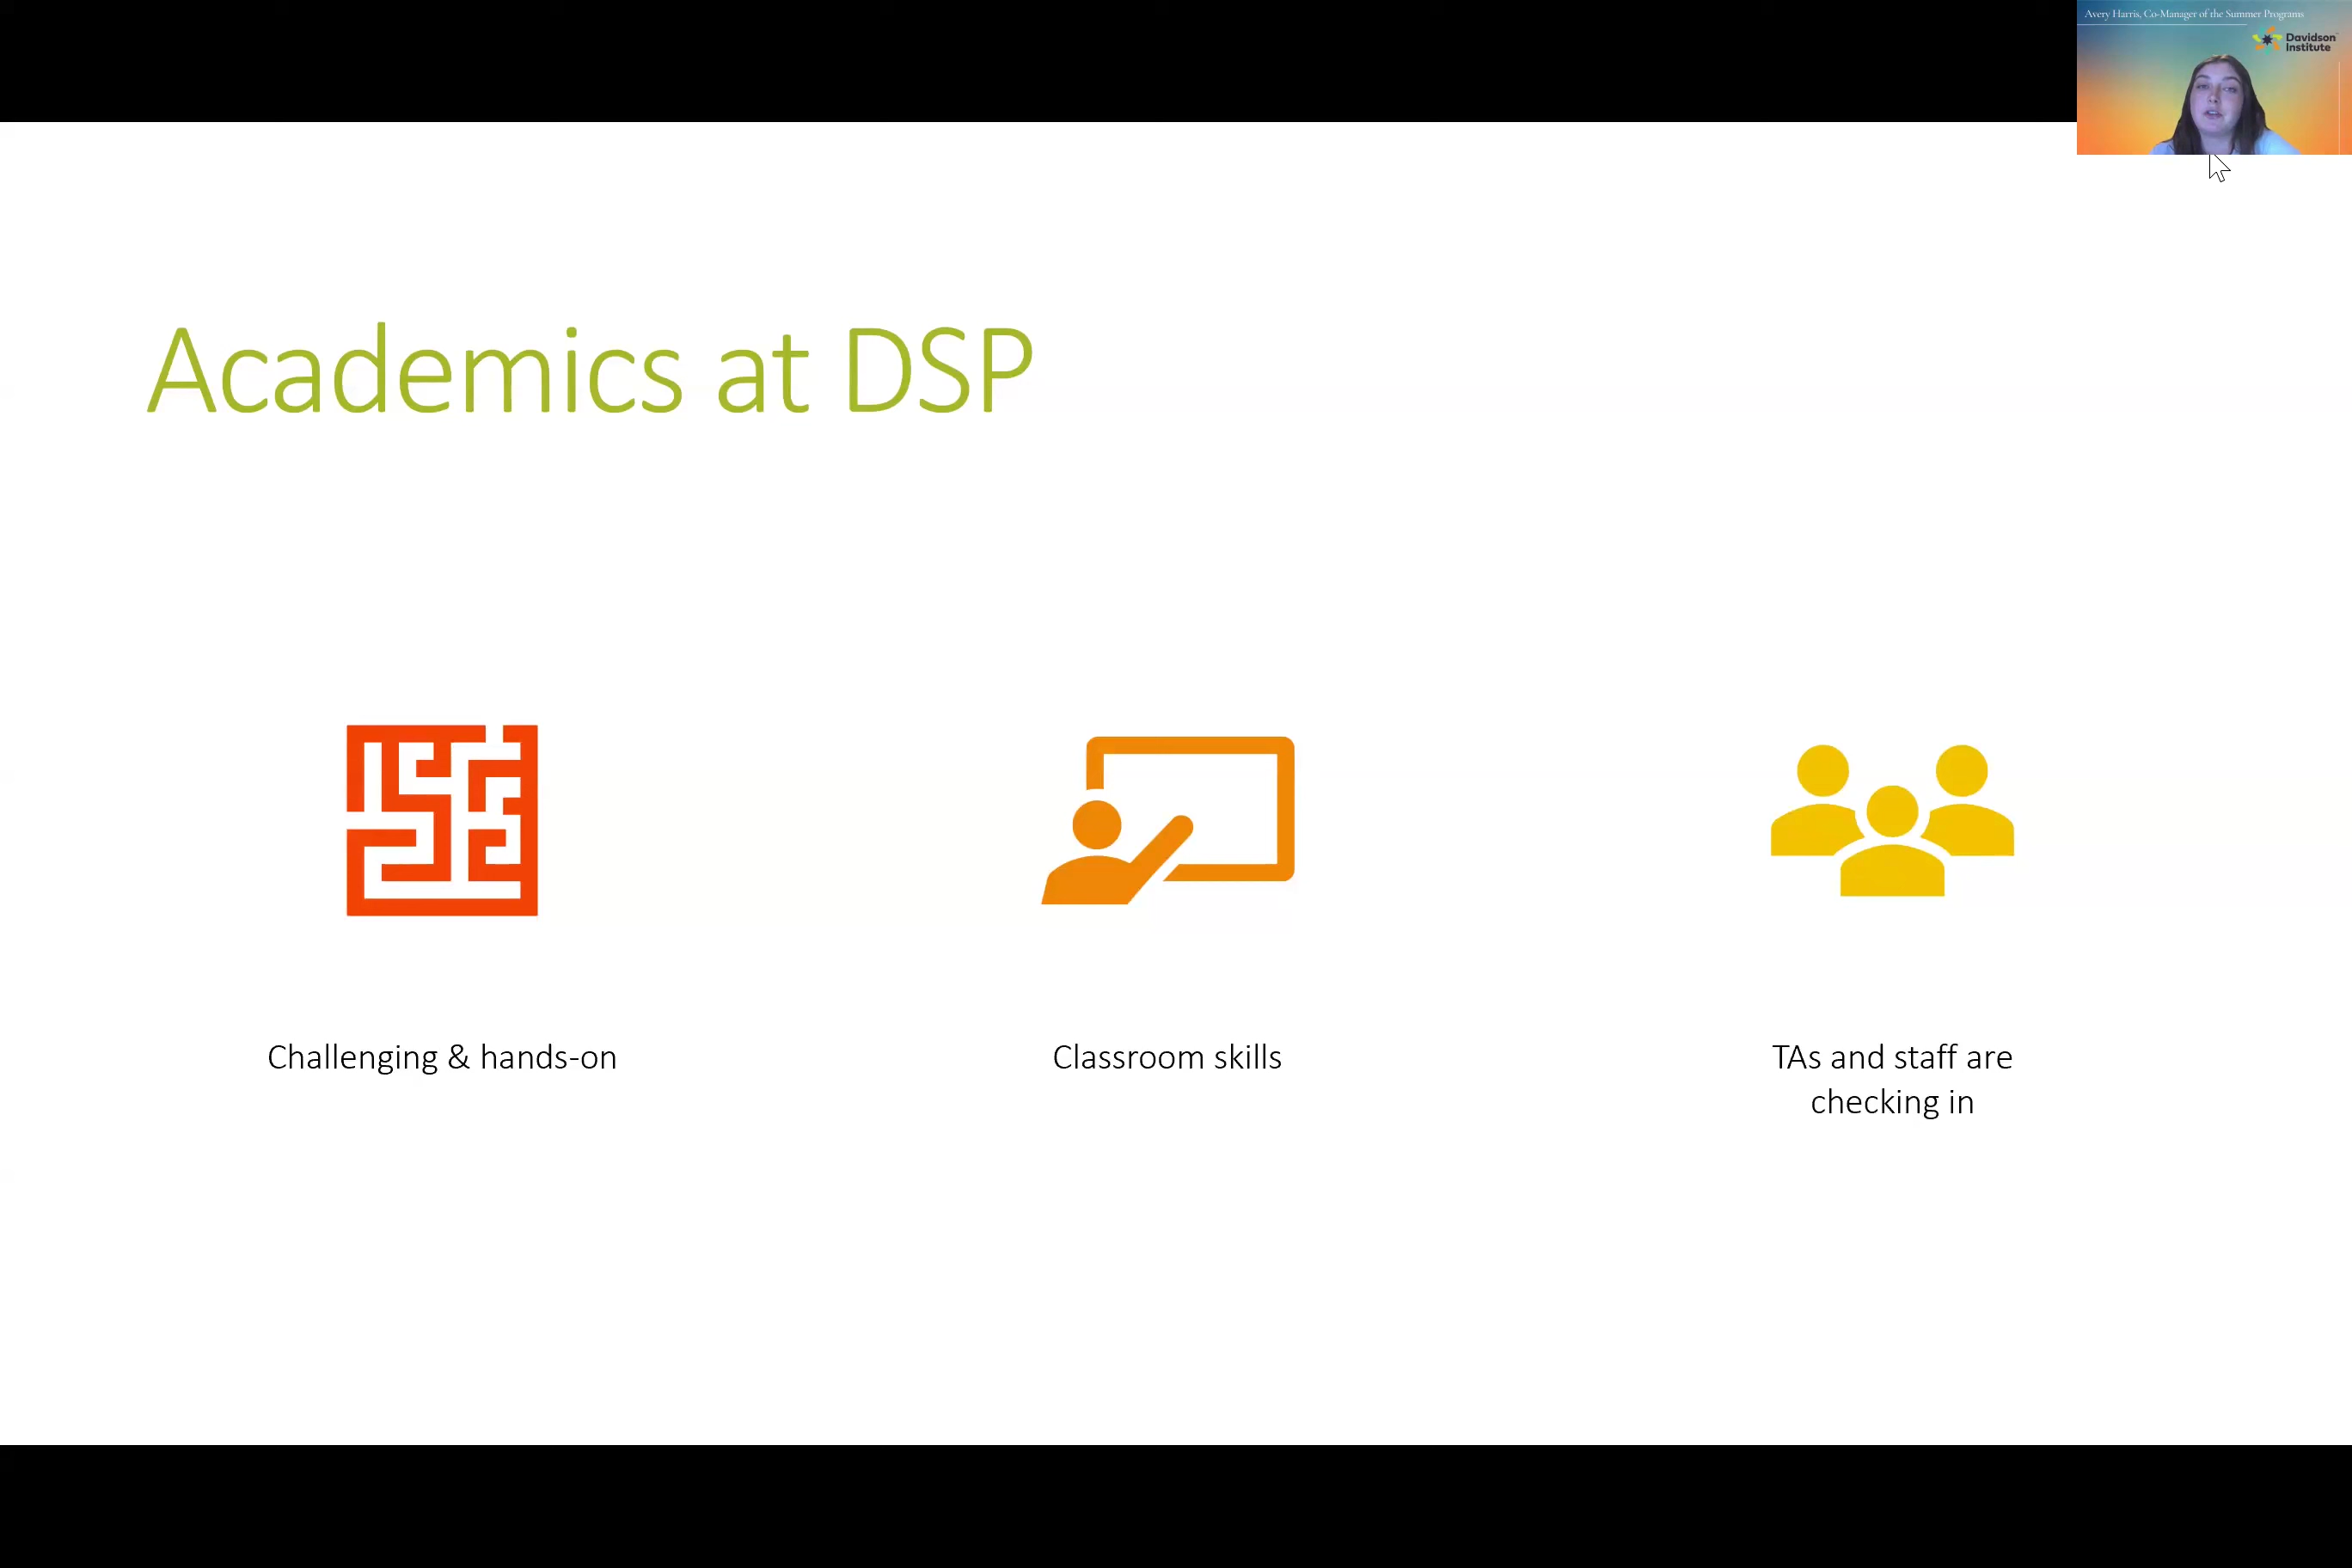 Avery Harris, Co-Manager of the Summer Programs
Davidson
Institute
Academics at DSP
Challenging & hands-on
Classroom skills
TAs and staff are
checking in